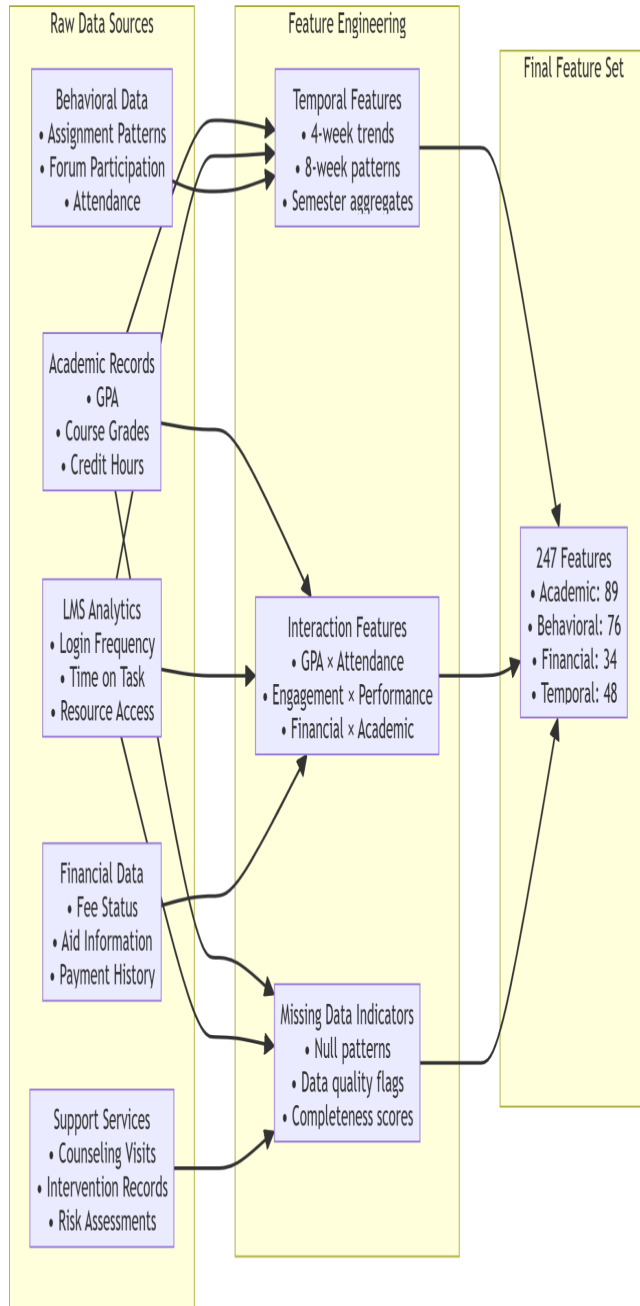 Raw Data Sources
Behavioral Data
• Assignment Patterns
• Forum Participation
• Attendance
Academic Records
• GPA
• Course Grades
• Credit Hours
LMS Analytics
• Login Frequency
• Time on Task
• Resource Access
Financial Data
• Fee Status
• Aid Information
• Payment History
Support Services
• Counseling Visits
• Intervention Records
• Risk Assessments
Feature Engineering
Temporal Features
• 4-week trends
• 8-week patterns
• Semester aggregates
Interaction Features
• GPA × Attendance
• Engagement × Performance
• Financial × Academic
Missing Data Indicators
• Null patterns
• Data quality flags
• Completeness scores
Final Feature Set
247 Features
• Academic: 89
• Behavioral: 76
• Financial: 34
• Temporal: 48